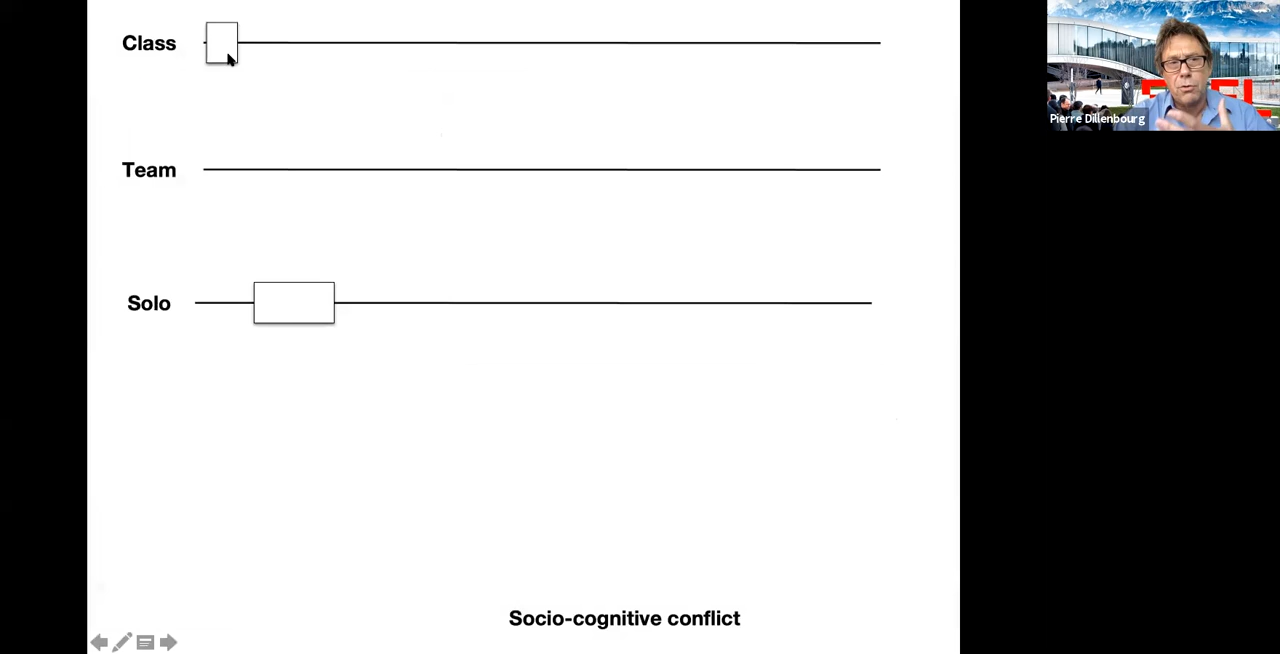 Class
Team
Solo
Socio-cognitive conflict
Pierre Dillenbourg